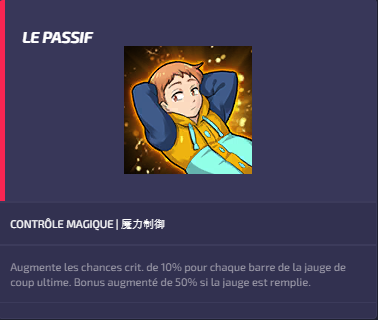 LE PASSIF
CONTRÔLE MAGIQUE | 魔力制御
Augmente les chances crit. de 10% pour chaque barre de la jauge de
coup ultime. Bonus augmenté de 50% si la jauge est remplie.